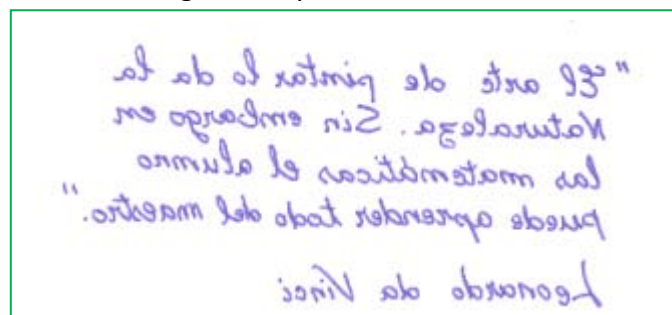 "El arte de pintar lo da la
Naturaleza. Sin embargo en
las matemáticas el alumno
puede aprender todo del maestro."
Leonardo da Vinci